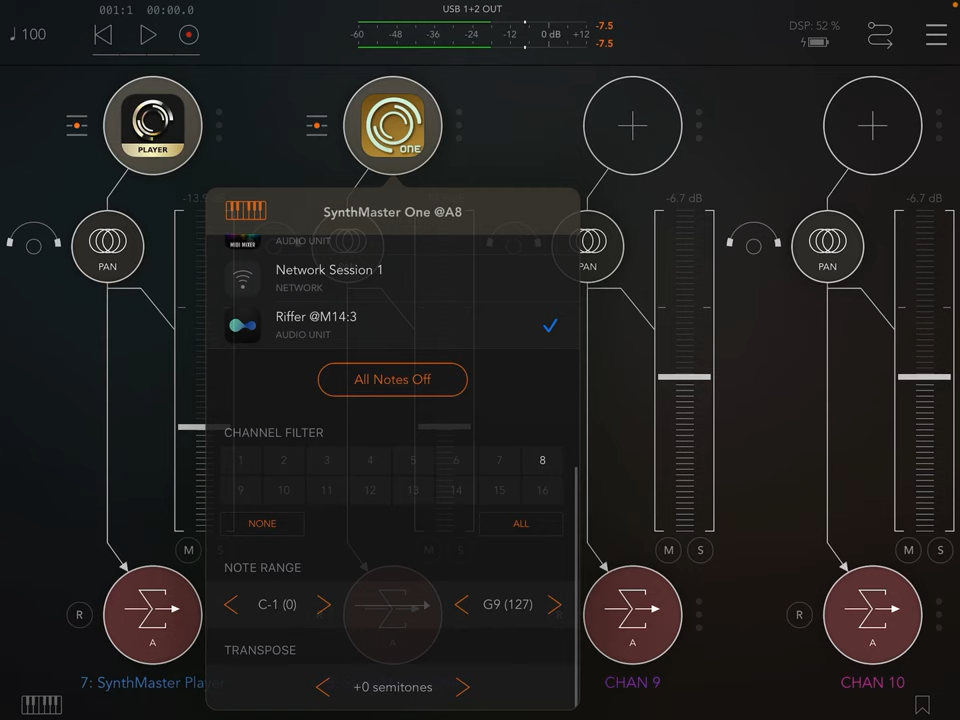 001:1 00:00.0
USB 1+2 OUT
♩100
-60 -48 -36 -24 -12 0 dB +12
-7.5
-7.5
DSP: 52 %
PLAYER
ONE
-6.7 dB
-6.7 dB
PAN
PAN
PAN
SynthMaster One @A8
MIDI MIXER
AUDIO UNIT
Network Session 1
NETWORK
Riffer @M14:3
AUDIO UNIT
All Notes Off
CHANNEL FILTER
1 2 3 4 5 6 7 8
9 10 11 12 13 14 15 16
NONE
ALL
M S
M S
M S
M S
NOTE RANGE
C-1 (0)
G9 (127)
R
R
A
A
A
A
TRANSPOSE
+0 semitones
7: SynthMaster Player
CHAN 9
CHAN 10